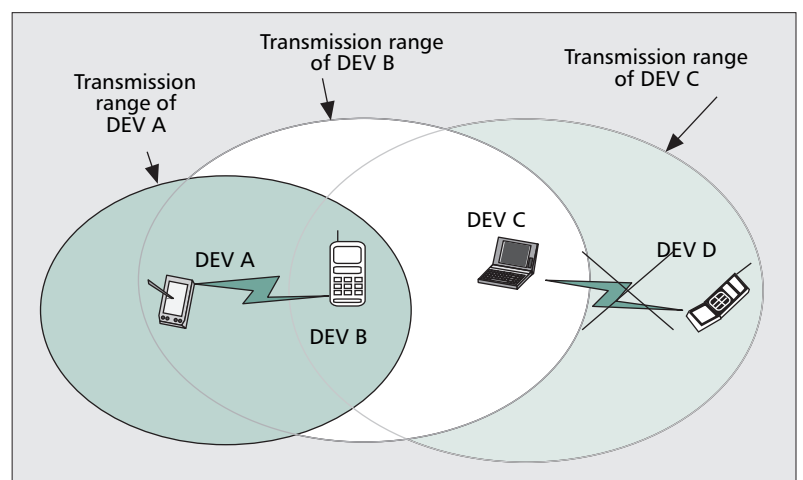 Transmission
range of
DEV A
Transmission range
of DEV B
Transmission range
of DEV C
DEV A
DEV B
DEV C
DEV D